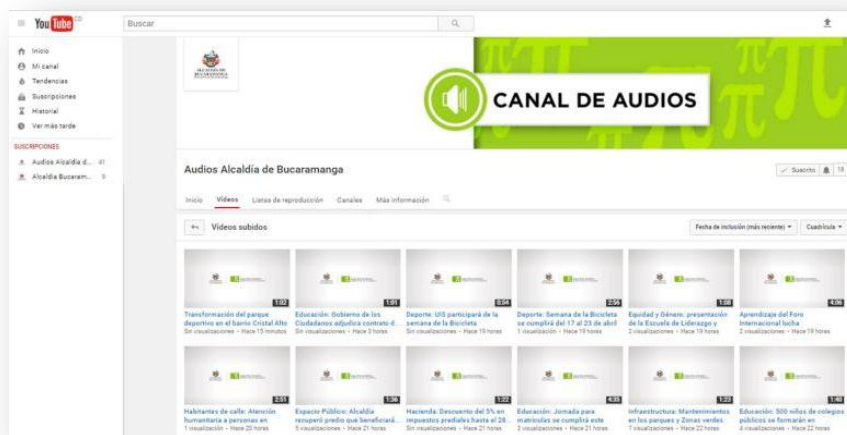 You Tube CO
Buscar
Inicio
Mi canal
Tendencias
Suscripciones
Historial
Ver más tarde
SUSCRIPCIONES
Audios Alcaldía d... 41
Alcaldía Bucaram... 9
ALCALDÍA DE
BUCARAMANGA
CANAL DE AUDIOS
Audios Alcaldía de Bucaramanga
Suscrito 18
Inicio Vídeos Listas de reproducción Canales Más información
Vídeos subidos
Fecha de inclusión (más reciente) Cuadrícula
1:02 1:01 0:54 2:56 1:08 4:06
Transformación del parque
deportivo en el barrio Cristal Alto
Sin visualizaciones • Hace 15 minutos
Educación: Gobierno de los
Ciudadanos adjudica contrato d...
Sin visualizaciones • Hace 3 horas
Deporte: UIS participará de la
semana de la Bicicleta
Sin visualizaciones • Hace 19 horas
Deporte: Semana de la Bicicleta
se cumplirá del 17 al 23 de abril
1 visualización • Hace 19 horas
Equidad y Género: presentación
de la Escuela de Liderazgo y
2 visualizaciones • Hace 19 horas
Aprendizaje del Foro
Internacional lucha
2 visualizaciones • Hace 19 horas
2:51 1:36 1:22 4:35 1:23 1:40
Habitantes de calle: Atención
humanitaria a personas en
1 visualización • Hace 20 horas
Espacio Público: Alcaldía
recuperó predio que beneficiará...
5 visualizaciones • Hace 21 horas
Hacienda: Descuento del 5% en
impuestos prediales hasta el 28...
Sin visualizaciones • Hace 21 horas
Educación: Jornada para
matrículas se cumplirá este
3 visualizaciones • Hace 21 horas
Infraestructura: Mantenimientos
en los parques y Zonas verdes
7 visualizaciones • Hace 22 horas
Educación: 500 niños de colegios
públicos se formarán en
4 visualizaciones • Hace 22 horas